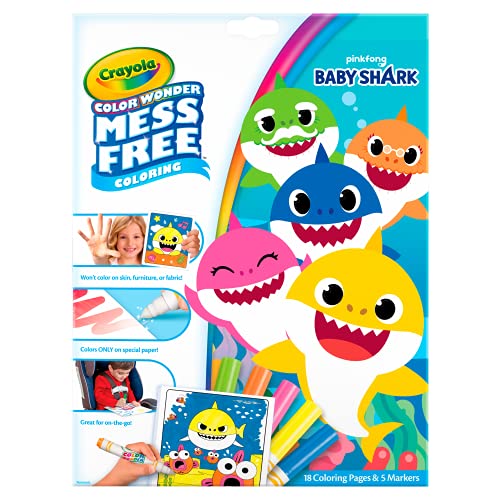 Crayola
COLOR WONDER
MESS
FREE™
COLORING
pinkfong
BABY SHARK
Won't color on skin, furniture, or fabric!
Colors ONLY on special paper!
Great for on-the-go!
18 Coloring Pages & 5 Markers